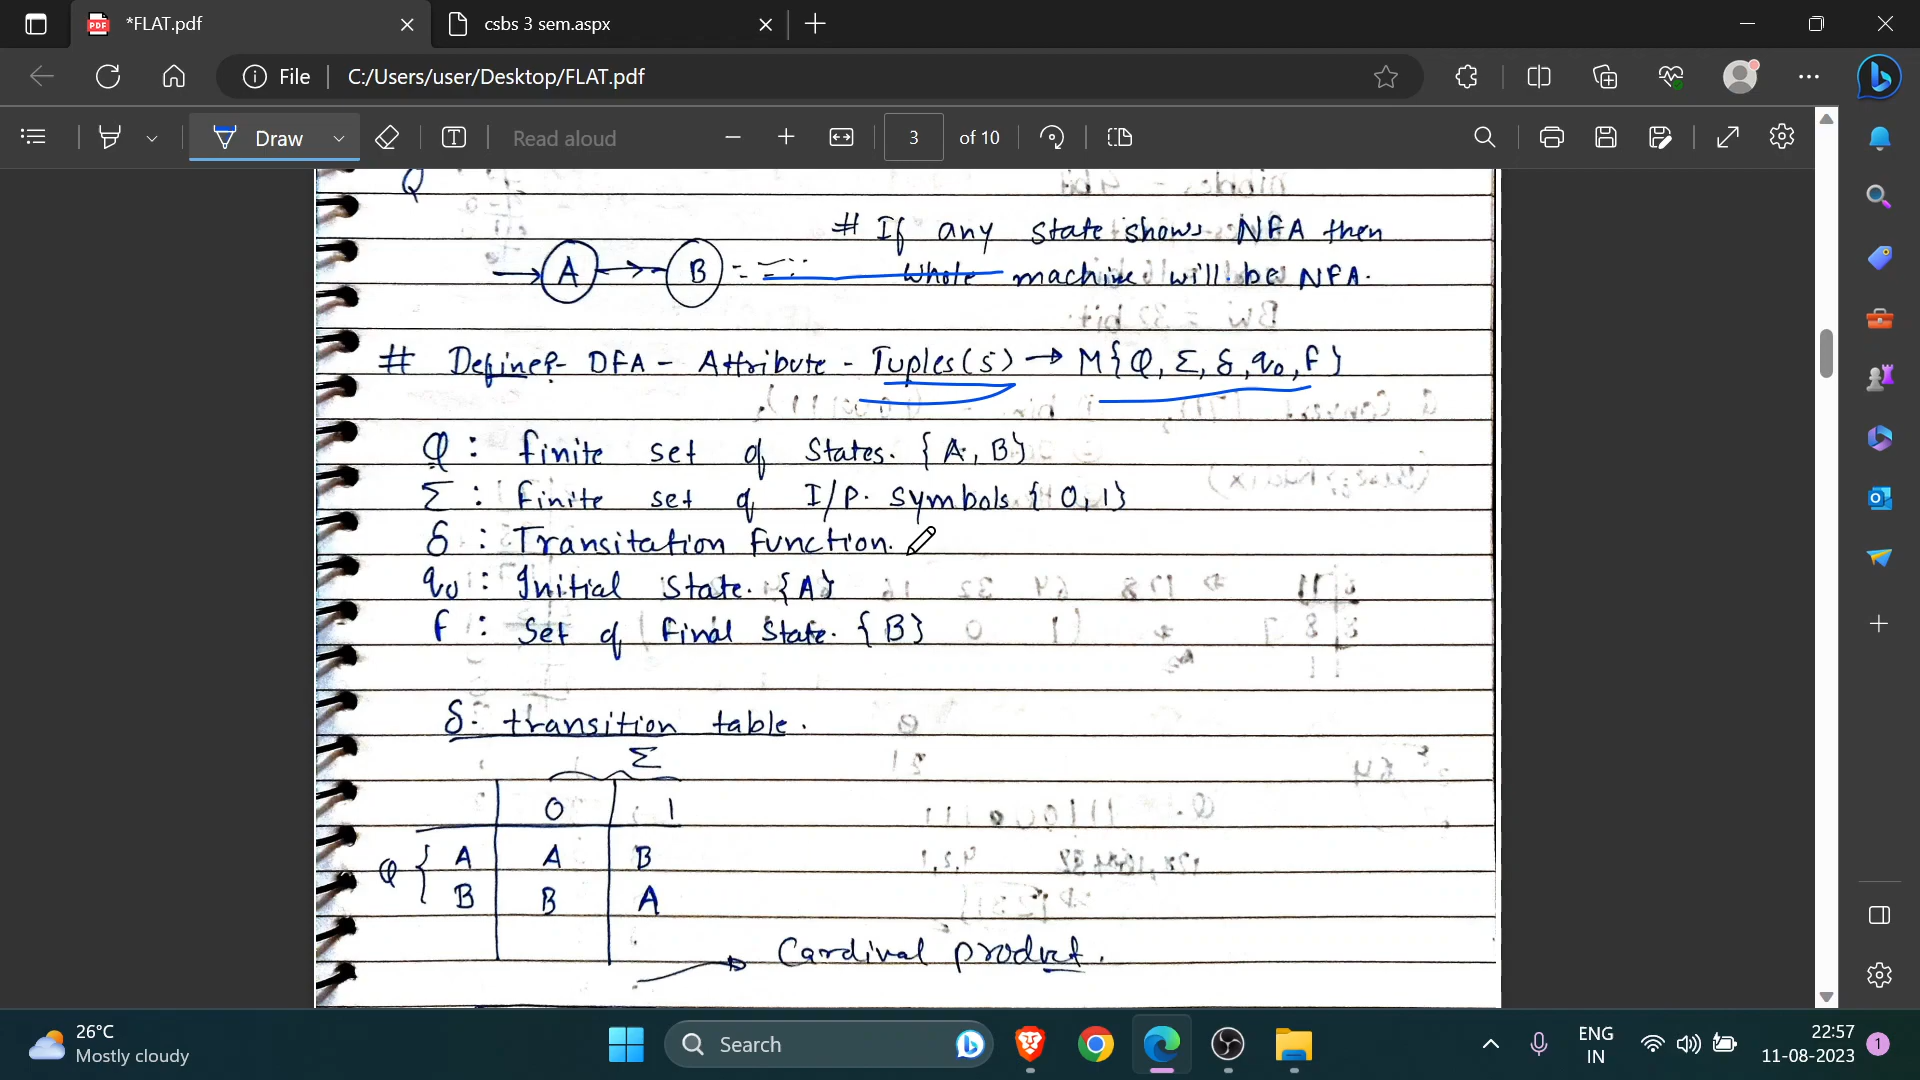 *FLAT.pdf
csbs 3 sem.aspx
File
C:/Users/user/Desktop/FLAT.pdf
Draw
Read aloud
3 of 10
Q
# If any state shows NFA then
whole machine will be NFA.
→ A → B
# Define:- DFA - Attribute - Tuples(5) → M{Q, Σ, δ, q₀, F}
Q : finite set of States. {A, B}
Σ : Finite set of I/P. Symbols {0,1}
δ : Transitation Function.
q₀ : Initial State. {A}
F : Set of Final State. {B}
δ: transition table.
Σ
0 1
Q { A A B
B B A
→ Cardinal product.
26°C
Mostly cloudy
Search
ENG
IN
22:57
11-08-2023
1